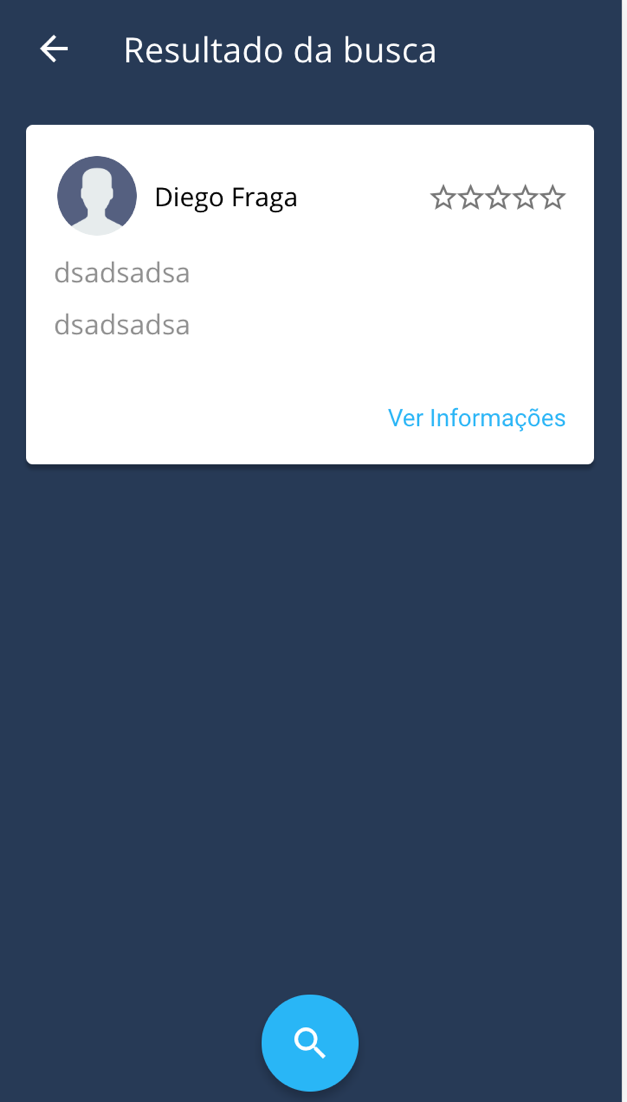 Resultado da busca
Diego Fraga
dsadsadsa
dsadsadsa
Ver Informações